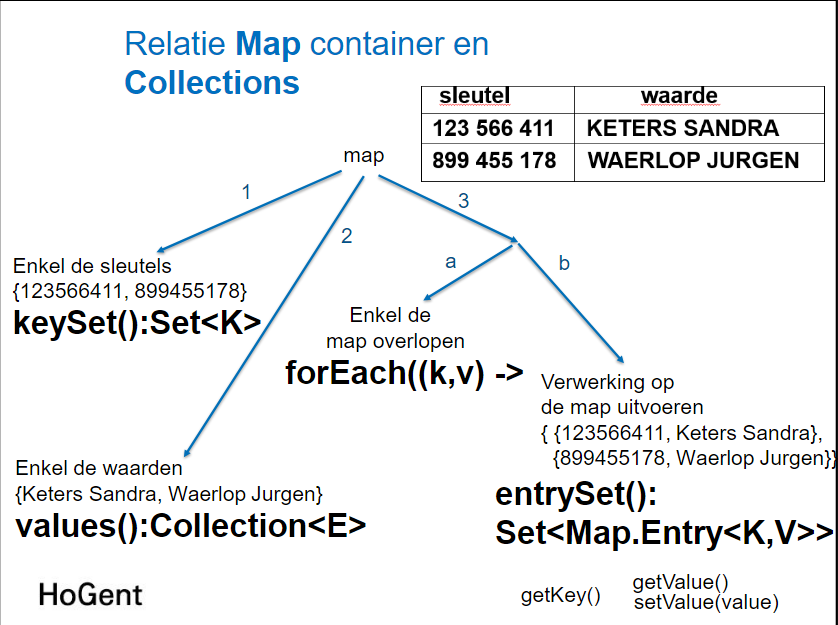 Relatie Map container en
Collections
sleutel waarde
123 566 411 KETERS SANDRA
899 455 178 WAERLOP JURGEN
map
1
2
3
a
b
Enkel de sleutels
{123566411, 899455178}
keySet():Set<K>
Enkel de
map overlopen
forEach((k,v) ->
Verwerking op
de map uitvoeren
{ {123566411, Keters Sandra},
{899455178, Waerlop Jurgen}}
entrySet():
Set<Map.Entry<K,V>>
Enkel de waarden
{Keters Sandra, Waerlop Jurgen}
values():Collection<E>
getKey()
getValue()
setValue(value)
HoGent